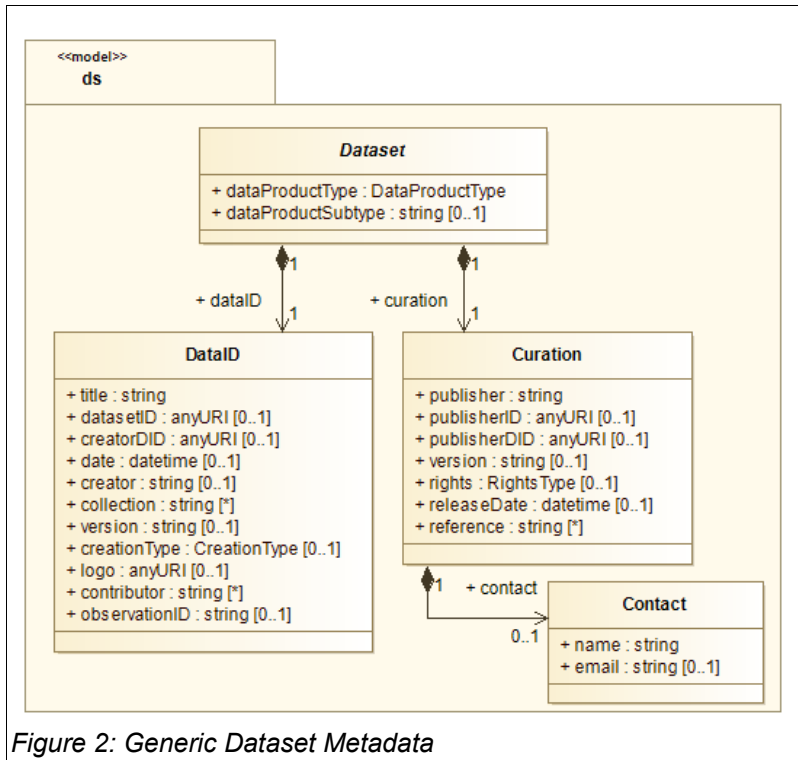 <<model>>
ds
Dataset
+ dataProductType : DataProductType
+ dataProductSubtype : string [0..1]
1
1
+ dataID
+ curation
1
1
DataID
+ title : string
+ datasetID : anyURI [0..1]
+ creatorDID : anyURI [0..1]
+ date : datetime [0..1]
+ creator : string [0..1]
+ collection : string [*]
+ version : string [0..1]
+ creationType : CreationType [0..1]
+ logo : anyURI [0..1]
+ contributor : string [*]
+ observationID : string [0..1]
Curation
+ publisher : string
+ publisherID : anyURI [0..1]
+ publisherDID : anyURI [0..1]
+ version : string [0..1]
+ rights : RightsType [0..1]
+ releaseDate : datetime [0..1]
+ reference : string [*]
1
+ contact
0..1
Contact
+ name : string
+ email : string [0..1]
Figure 2: Generic Dataset Metadata